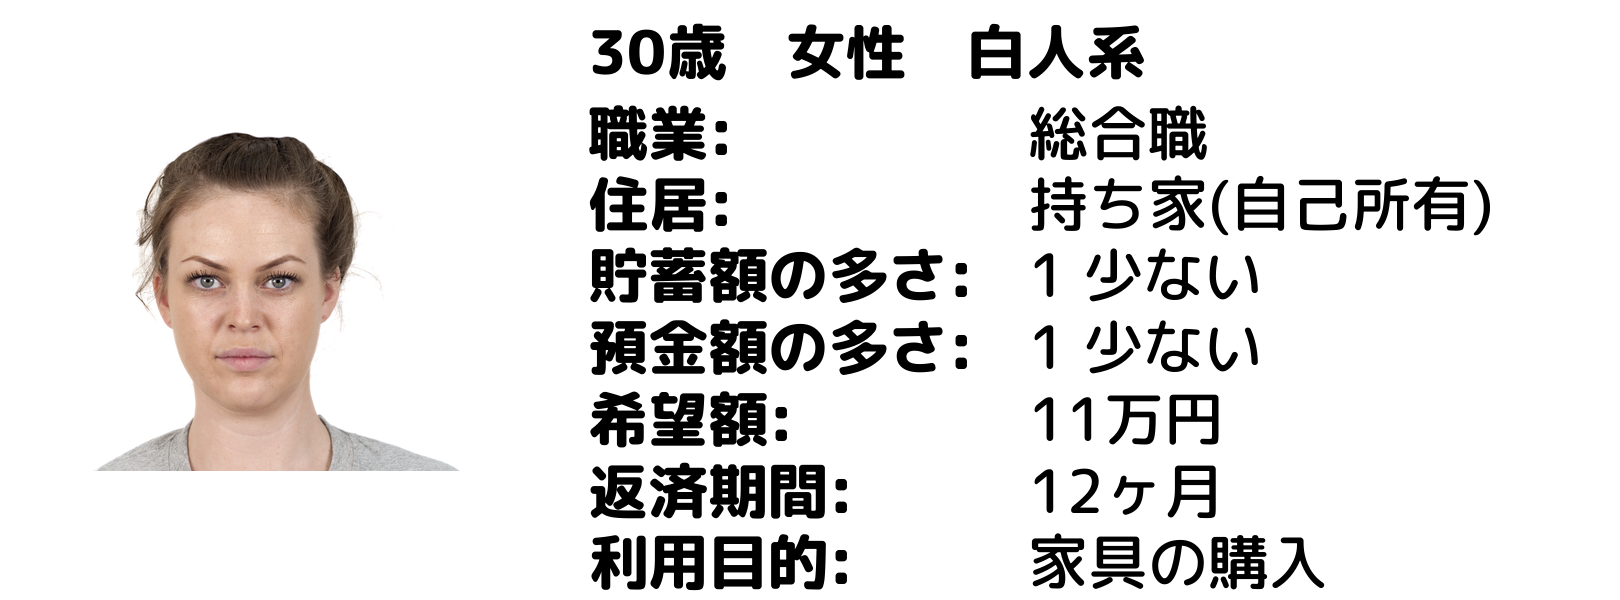 30歳　女性　白人系
職業: 総合職
住居: 持ち家(自己所有)
貯蓄額の多さ: 1 少ない
預金額の多さ: 1 少ない
希望額: 11万円
返済期間: 12ヶ月
利用目的: 家具の購入